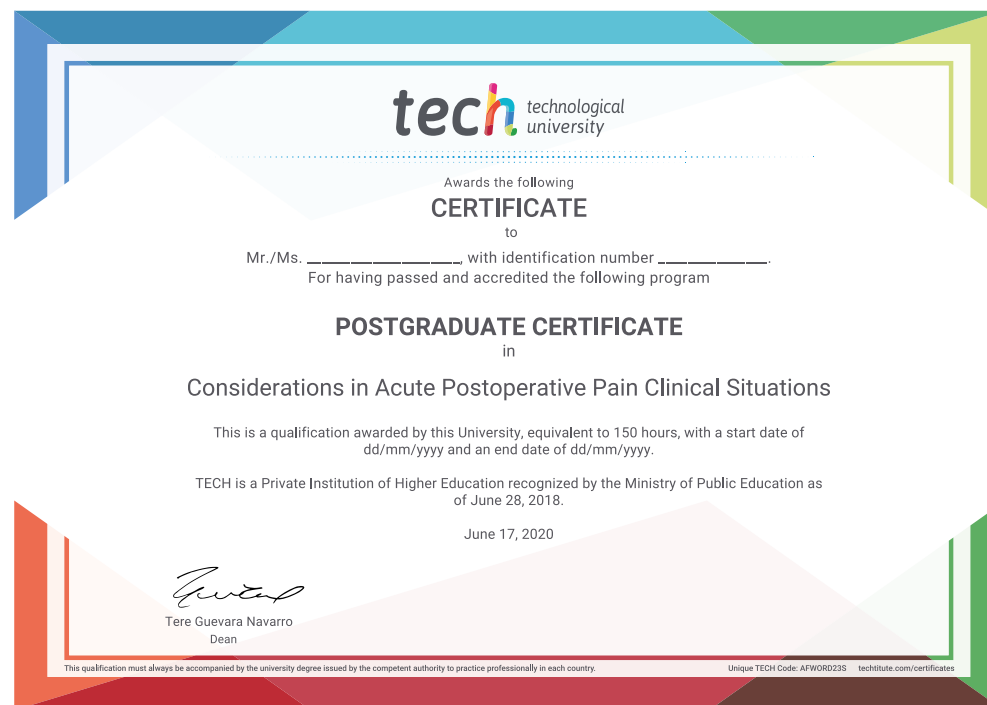 tech technological
university
Awards the following
CERTIFICATE
to
Mr./Ms. ____________________, with identification number ______________.
For having passed and accredited the following program
POSTGRADUATE CERTIFICATE
in
Considerations in Acute Postoperative Pain Clinical Situations
This is a qualification awarded by this University, equivalent to 150 hours, with a start date of
dd/mm/yyyy and an end date of dd/mm/yyyy.
TECH is a Private Institution of Higher Education recognized by the Ministry of Public Education as
of June 28, 2018.
June 17, 2020
Tere Guevara Navarro
Dean
This qualification must always be accompanied by the university degree issued by the competent authority to practice professionally in each country.
Unique TECH Code: AFWORD23S techtitute.com/certificates